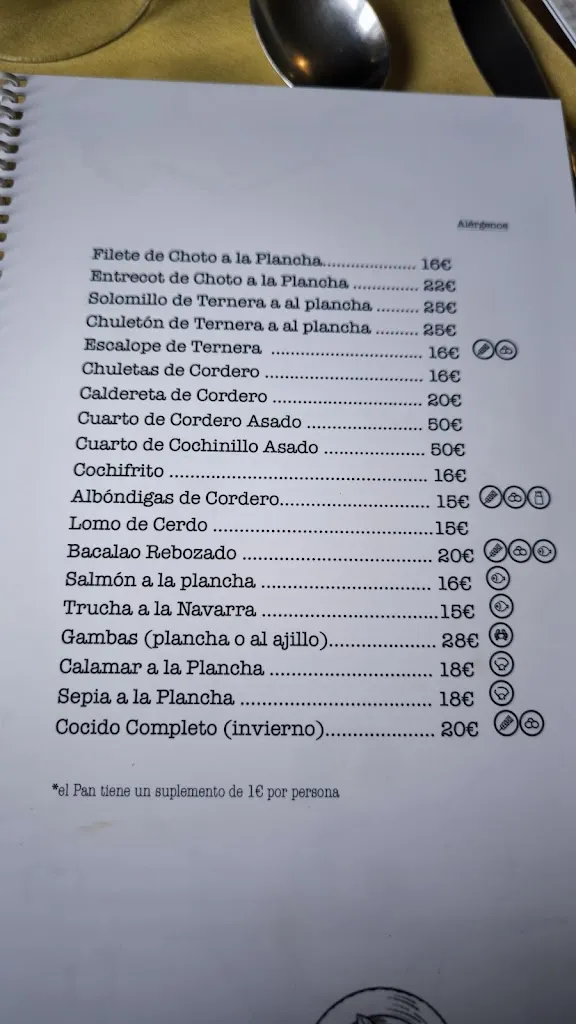 Alérgenos
Filete de Choto a la Plancha.................... 16€
Entrecot de Choto a la Plancha .............. 22€
Solomillo de Ternera a al plancha ......... 25€
Chuletón de Ternera a al plancha ......... 25€
Escalope de Ternera ................................ 16€
Chuletas de Cordero ................................. 16€
Caldereta de Cordero ............................... 20€
Cuarto de Cordero Asado ........................ 50€
Cuarto de Cochinillo Asado ..................... 50€
Cochifrito .................................................... 16€
Albóndigas de Cordero.............................. 15€
Lomo de Cerdo ............................................15€
Bacalao Rebozado ...................................... 20€
Salmón a la plancha .................................. 16€
Trucha a la Navarra ...................................15€
Gambas (plancha o al ajillo)..................... 28€
Calamar a la Plancha ................................ 18€
Sepia a la Plancha ..................................... 18€
Cocido Completo (invierno)..................... 20€
*el Pan tiene un suplemento de 1€ por persona